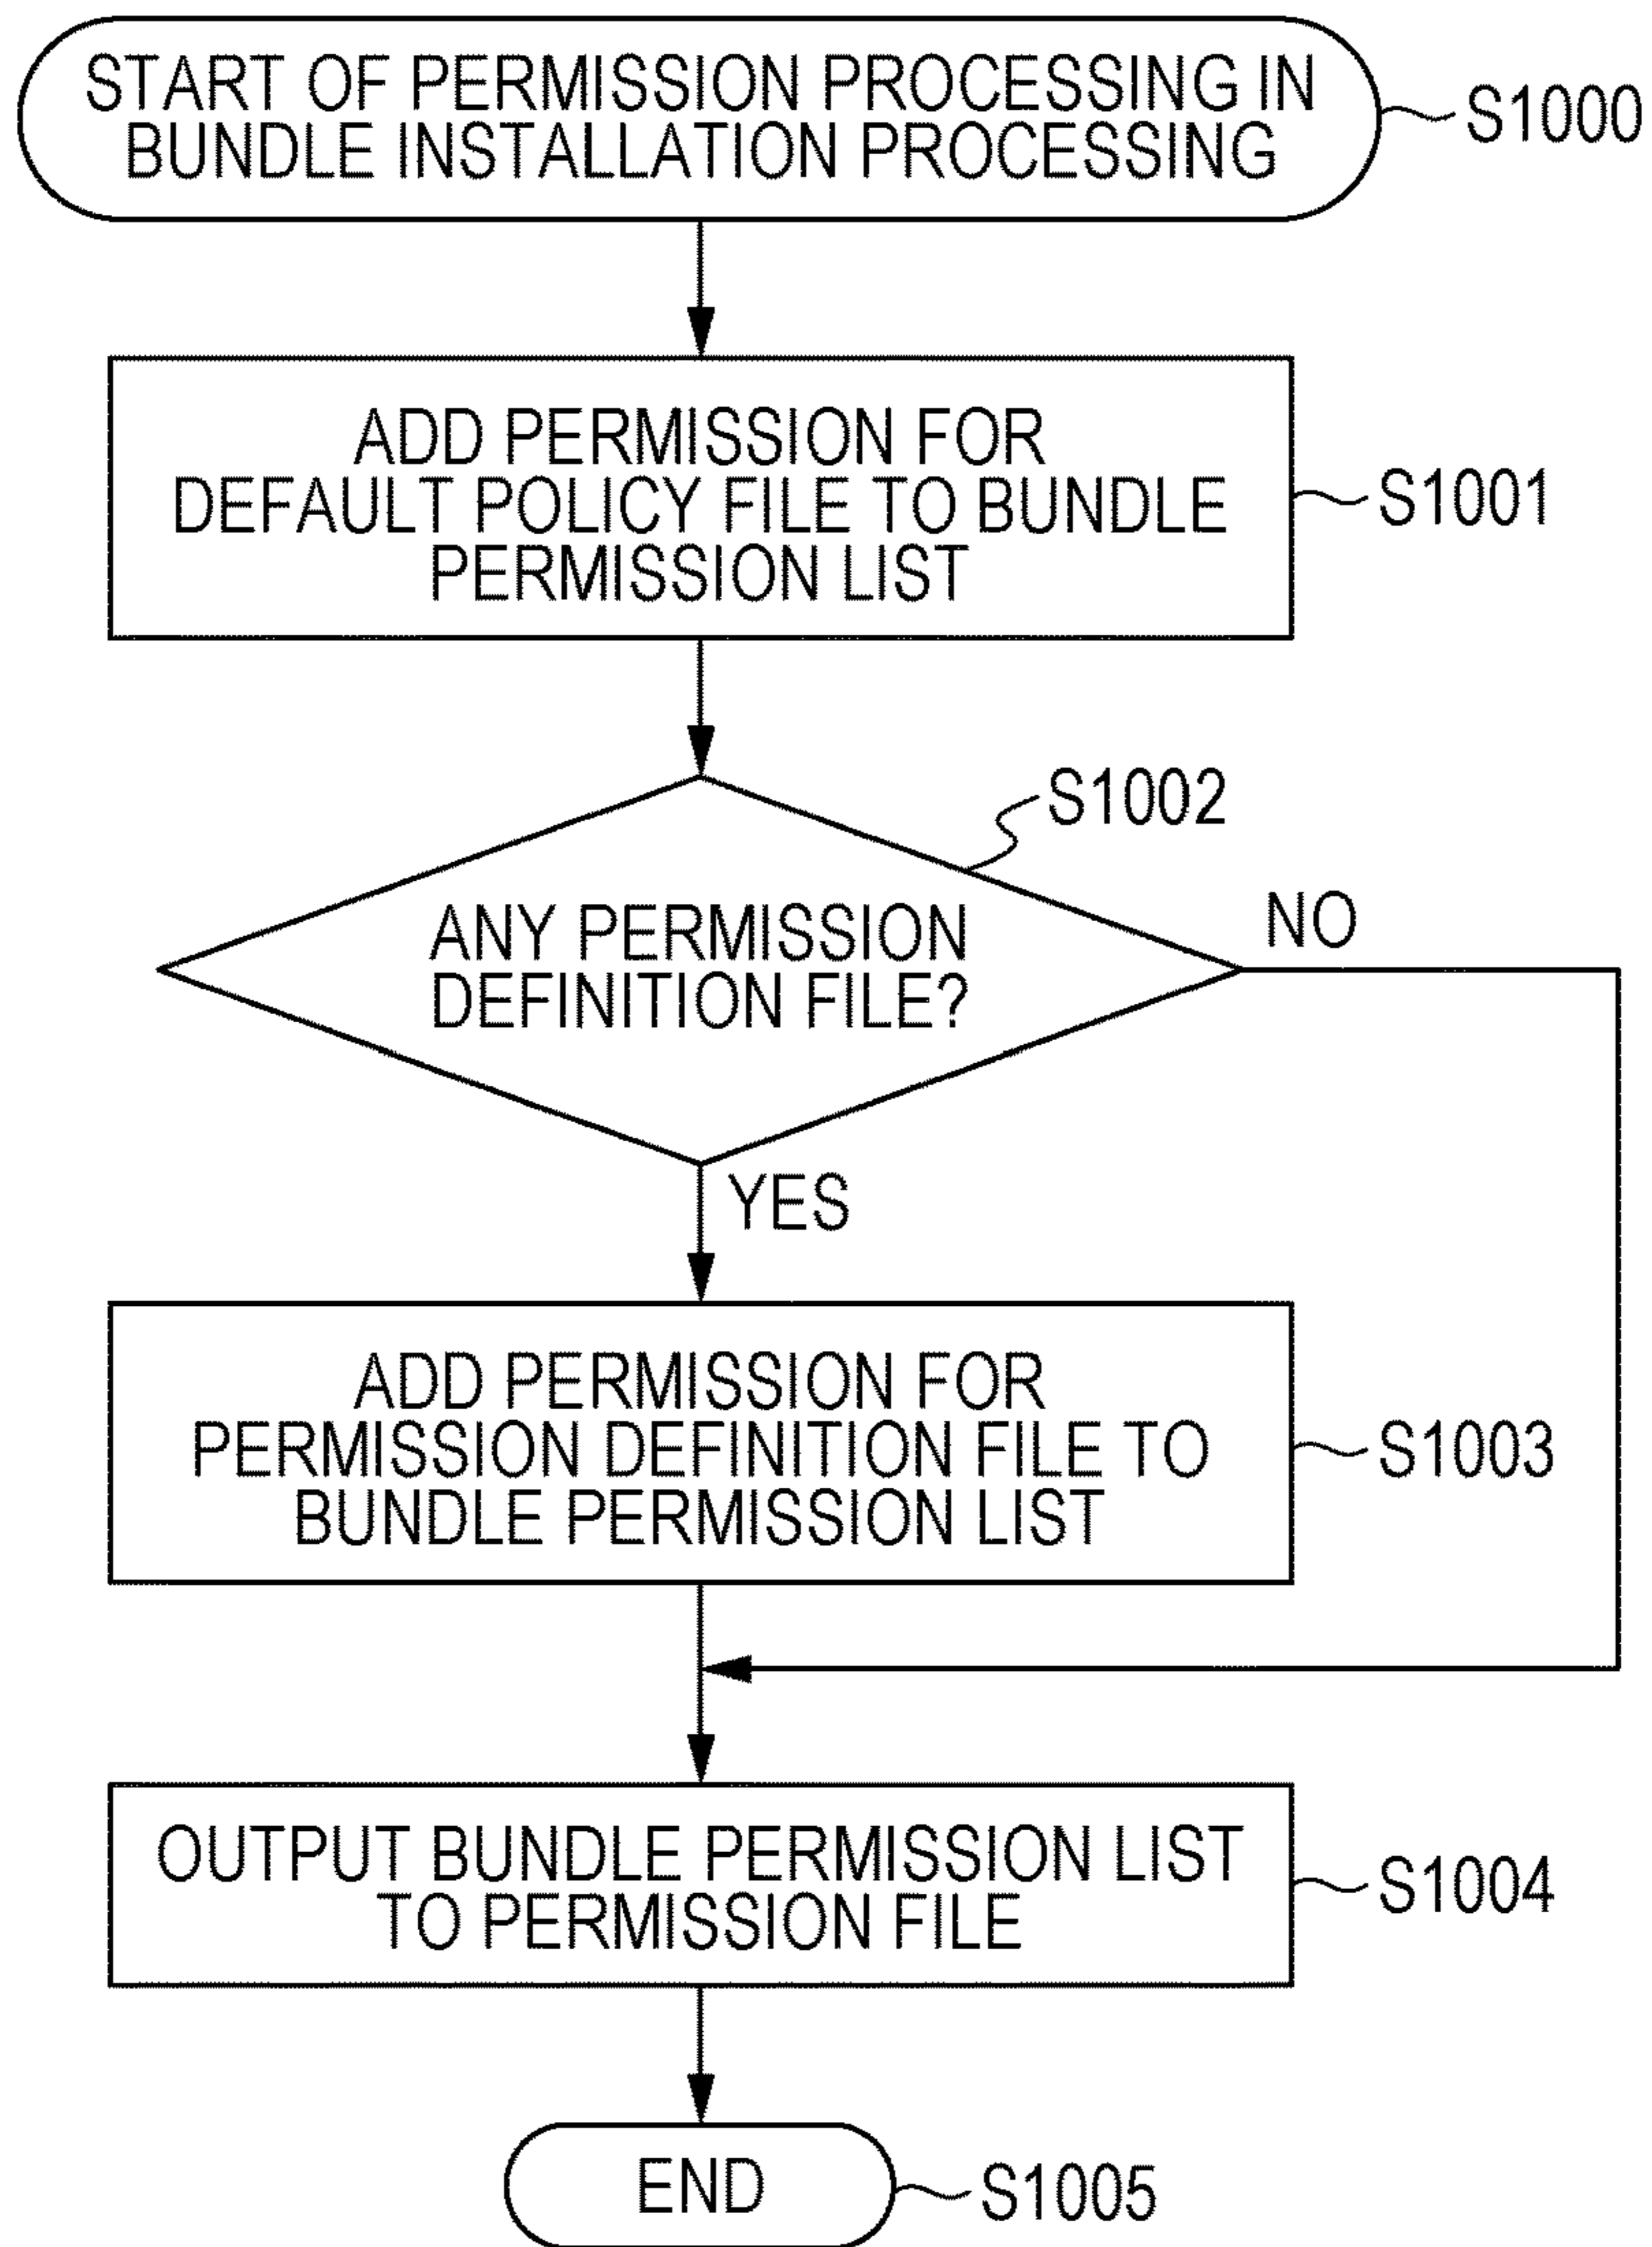 START OF PERMISSION PROCESSING IN
BUNDLE INSTALLATION PROCESSING
S1000
ADD PERMISSION FOR
DEFAULT POLICY FILE TO BUNDLE
PERMISSION LIST
S1001
S1002
ANY PERMISSION
DEFINITION FILE?
NO
YES
ADD PERMISSION FOR
PERMISSION DEFINITION FILE TO
BUNDLE PERMISSION LIST
S1003
OUTPUT BUNDLE PERMISSION LIST
TO PERMISSION FILE
S1004
END
S1005